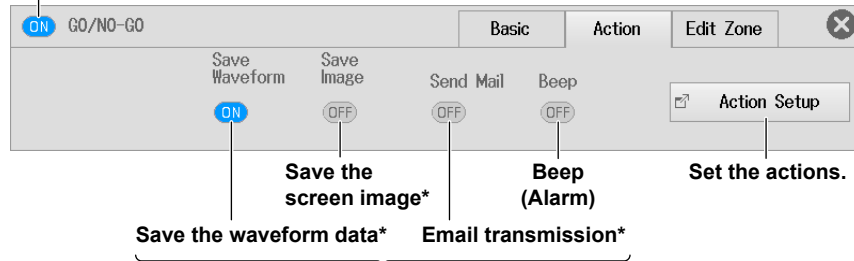 ON GO/NO-GO Basic Action Edit Zone
Save Waveform Save Image Send Mail Beep
ON OFF OFF OFF Action Setup
Save the screen image* Beep (Alarm) Set the actions.
Save the waveform data* Email transmission*